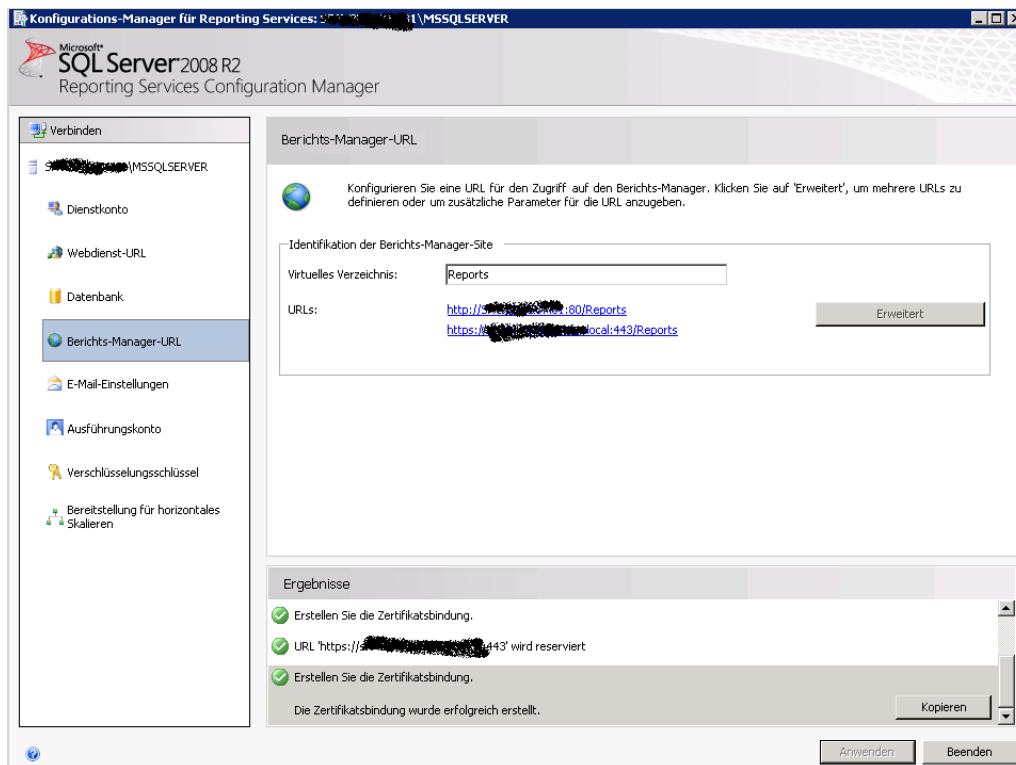 Konfigurations-Manager für Reporting Services: 1\MSSQLSERVER
Microsoft®
SQL Server® 2008 R2
Reporting Services Configuration Manager
Verbinden
\MSSQLSERVER
Dienstkonto
Webdienst-URL
Datenbank
Berichts-Manager-URL
E-Mail-Einstellungen
Ausführungskonto
Verschlüsselungsschlüssel
Bereitstellung für horizontales
Skalieren
Berichts-Manager-URL
Konfigurieren Sie eine URL für den Zugriff auf den Berichts-Manager. Klicken Sie auf 'Erweitert', um mehrere URLs zu
definieren oder um zusätzliche Parameter für die URL anzugeben.
Identifikation der Berichts-Manager-Site
Virtuelles Verzeichnis: Reports
URLs: http:// :80/Reports
Erweitert
https:// local:443/Reports
Ergebnisse
Erstellen Sie die Zertifikatsbindung.
URL 'https:// 443' wird reserviert
Erstellen Sie die Zertifikatsbindung.
Die Zertifikatsbindung wurde erfolgreich erstellt.
Kopieren
Anwenden
Beenden